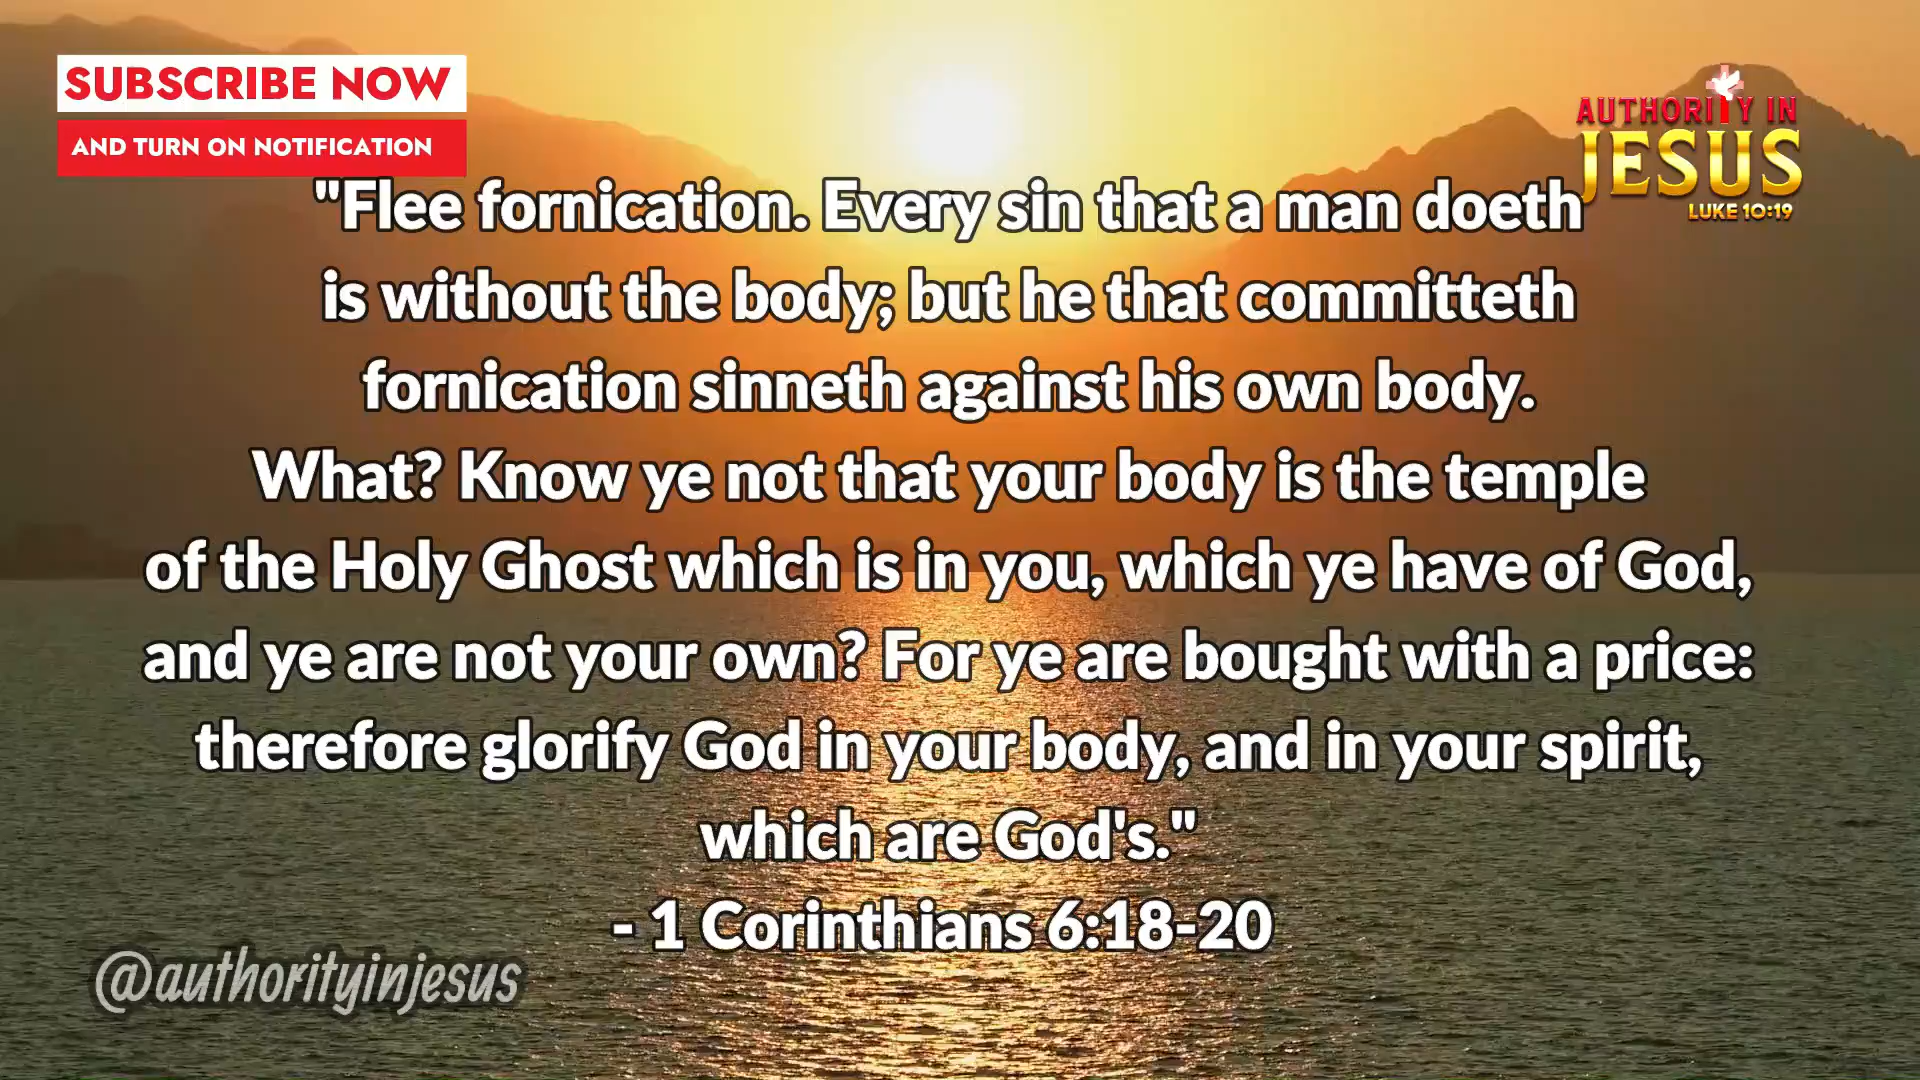 SUBSCRIBE NOW
AND TURN ON NOTIFICATION
AUTHORITY IN
JESUS
LUKE 10:19
"Flee fornication. Every sin that a man doeth
is without the body; but he that committeth
fornication sinneth against his own body.
What? Know ye not that your body is the temple
of the Holy Ghost which is in you, which ye have of God,
and ye are not your own? For ye are bought with a price:
therefore glorify God in your body, and in your spirit,
which are God's."
- 1 Corinthians 6:18-20
@authorityinjesus